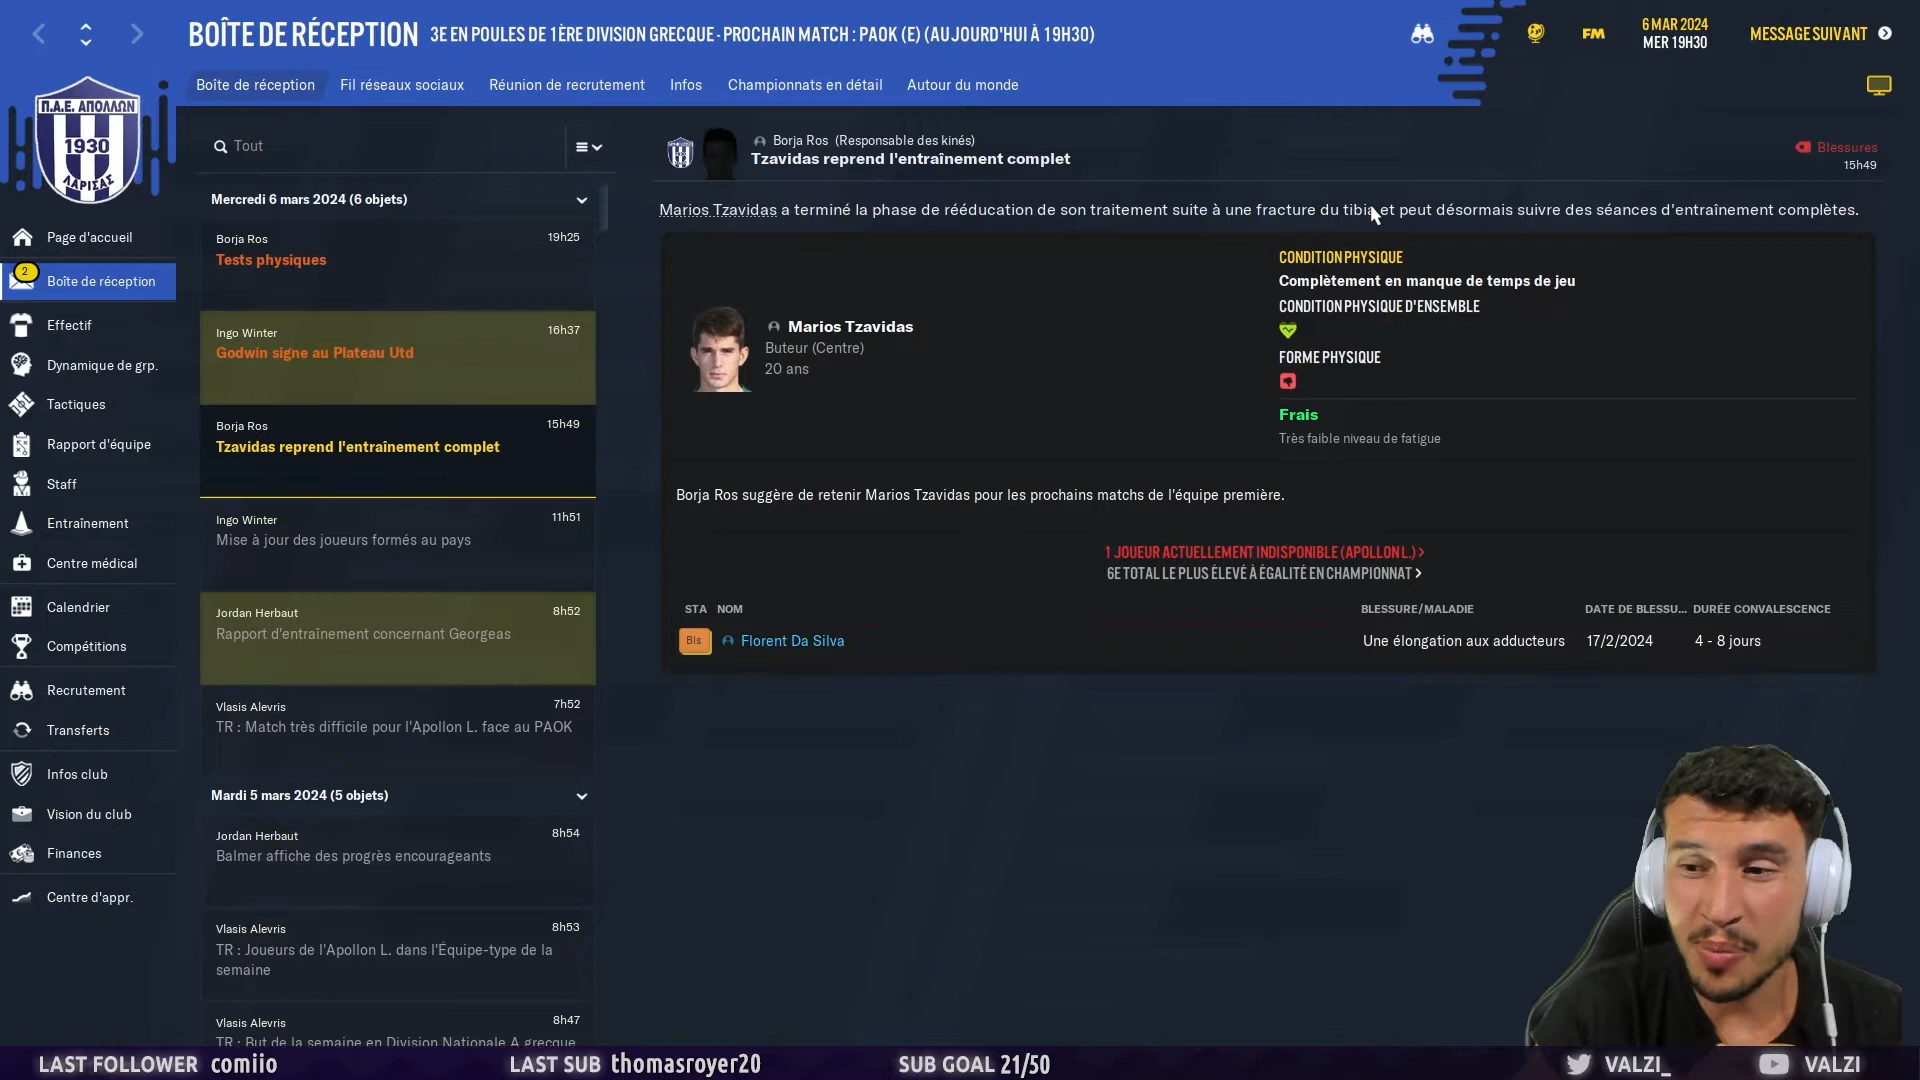 BOÎTE DE RÉCEPTION 3E EN POULES DE 1ÈRE DIVISION GRECQUE - PROCHAIN MATCH : PAOK (E) (AUJOURD'HUI À 19H30)
FM
6 MAR 2024
MER 19H30
MESSAGE SUIVANT
Boîte de réception Fil réseaux sociaux Réunion de recrutement Infos Championnats en détail Autour du monde
Π.Α.Ε. ΑΠΟΛΛΩΝ
1930
ΛΑΡΙΣΑΣ
Page d'accueil
2
Boîte de réception
Effectif
Dynamique de grp.
Tactiques
Rapport d'équipe
Staff
Entraînement
Centre médical
Calendrier
Compétitions
Recrutement
Transferts
Infos club
Vision du club
Finances
Centre d'appr.
Tout
Mercredi 6 mars 2024 (6 objets)
Borja Ros 19h25
Tests physiques
Ingo Winter 16h37
Godwin signe au Plateau Utd
Borja Ros 15h49
Tzavidas reprend l'entraînement complet
Ingo Winter 11h51
Mise à jour des joueurs formés au pays
Jordan Herbaut 8h52
Rapport d'entraînement concernant Georgeas
Vlasis Alevris 7h52
TR : Match très difficile pour l'Apollon L. face au PAOK
Mardi 5 mars 2024 (5 objets)
Jordan Herbaut 8h54
Balmer affiche des progrès encourageants
Vlasis Alevris 8h53
TR : Joueurs de l'Apollon L. dans l'Équipe-type de la
semaine
Vlasis Alevris 8h47
TR : But de la semaine en Division Nationale A grecque
Borja Ros (Responsable des kinés)
Tzavidas reprend l'entraînement complet
Blessures
15h49
Marios Tzavidas a terminé la phase de rééducation de son traitement suite à une fracture du tibia et peut désormais suivre des séances d'entraînement complètes.
Marios Tzavidas
Buteur (Centre)
20 ans
CONDITION PHYSIQUE
Complètement en manque de temps de jeu
CONDITION PHYSIQUE D'ENSEMBLE
FORME PHYSIQUE
Frais
Très faible niveau de fatigue
Borja Ros suggère de retenir Marios Tzavidas pour les prochains matchs de l'équipe première.
1 JOUEUR ACTUELLEMENT INDISPONIBLE (APOLLON L.) >
6E TOTAL LE PLUS ÉLEVÉ À ÉGALITÉ EN CHAMPIONNAT >
STA NOM BLESSURE/MALADIE DATE DE BLESSU... DURÉE CONVALESCENCE
Bls Florent Da Silva Une élongation aux adducteurs 17/2/2024 4 - 8 jours
LAST FOLLOWER comiio LAST SUB thomasroyer20 SUB GOAL 21/50 VALZI_ VALZI